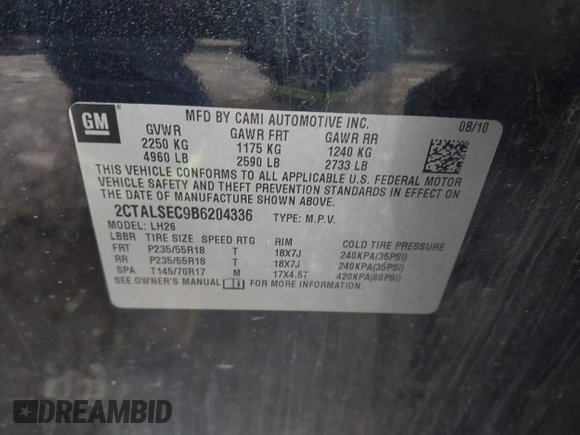 GM
MFD BY CAMI AUTOMOTIVE INC. 08/10
GVWR GAWR FRT GAWR RR
2250 KG 1175 KG 1240 KG
4960 LB 2590 LB 2733 LB
THIS VEHICLE CONFORMS TO ALL APPLICABLE U.S. FEDERAL MOTOR
VEHICLE SAFETY AND THEFT PREVENTION STANDARDS IN EFFECT ON
THE DATE OF MANUFACTURE SHOWN ABOVE.
2CTALSEC9B6204336 TYPE: M.P.V.
MODEL: LH26
LBBR TIRE SIZE SPEED RTG RIM COLD TIRE PRESSURE
FRT P235/55R18 T 18X7J 240KPA(35PSI)
RR P235/55R18 T 18X7J 240KPA(35PSI)
SPA T145/70R17 M 17X4.5T 420KPA(60PSI)
SEE OWNER'S MANUAL FOR MORE INFORMATION.
DREAMBID